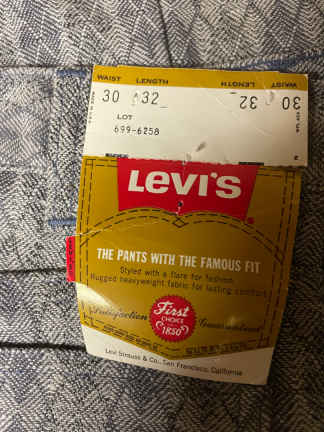 WAIST LENGTH LENGTH WAIST
30 32 32 30
LOT
699-6258
LEVI'S
THE PANTS WITH THE FAMOUS FIT
Styled with a flare for fashion.
Rugged heavyweight fabric for lasting comfort
Satisfaction First Guaranteed
CHOICE
1850
Levi Strauss & Co., San Francisco, California